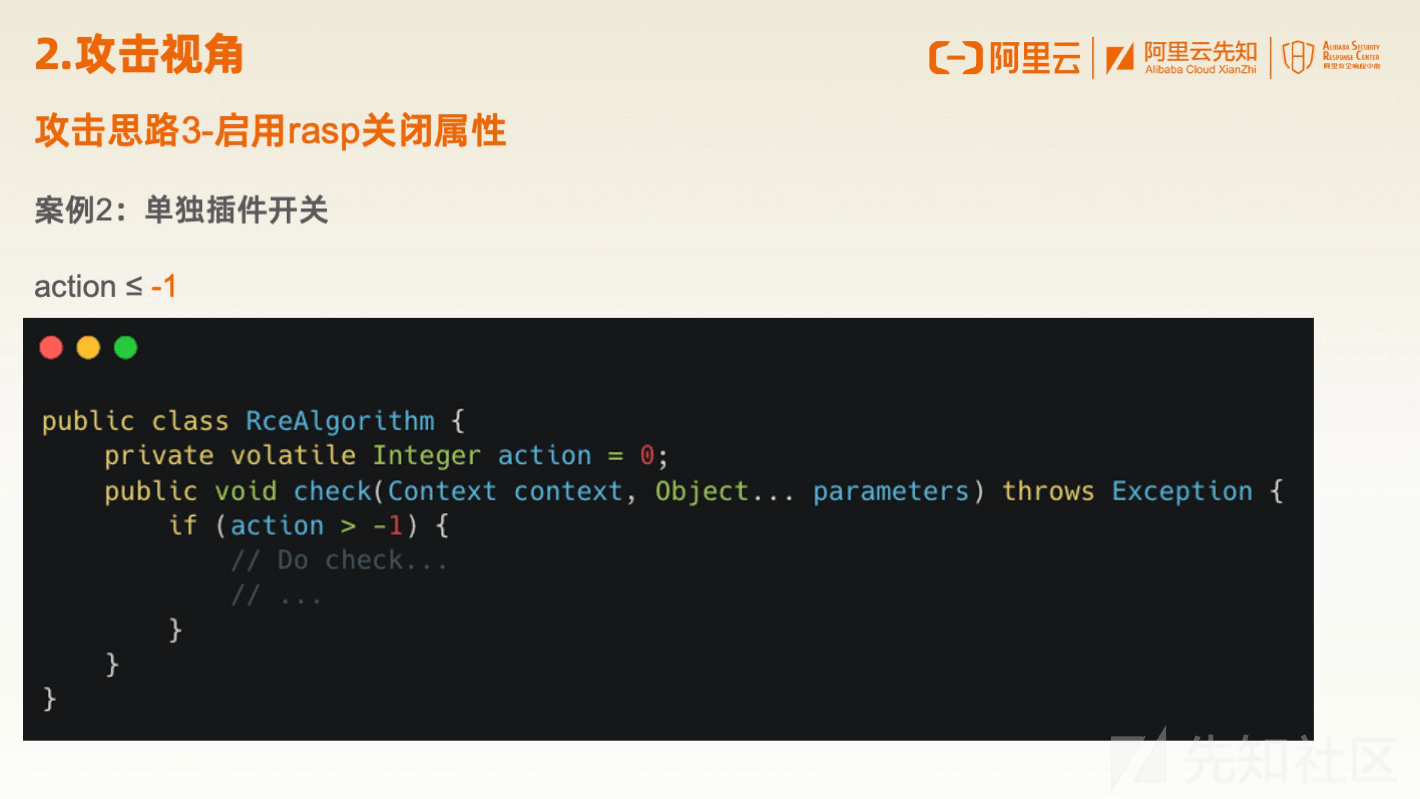 2.攻击视角
阿里云
阿里云先知
Alibaba Cloud XianZhi
ALIBABA SECURITY
RESPONSE CENTER
阿里安全响应中心
攻击思路3-启用rasp关闭属性
案例2：单独插件开关
action ≤ -1
public class RceAlgorithm {
    private volatile Integer action = 0;
    public void check(Context context, Object... parameters) throws Exception {
        if (action > -1) {
            // Do check...
            // ...
        }
    }
}
先知社区